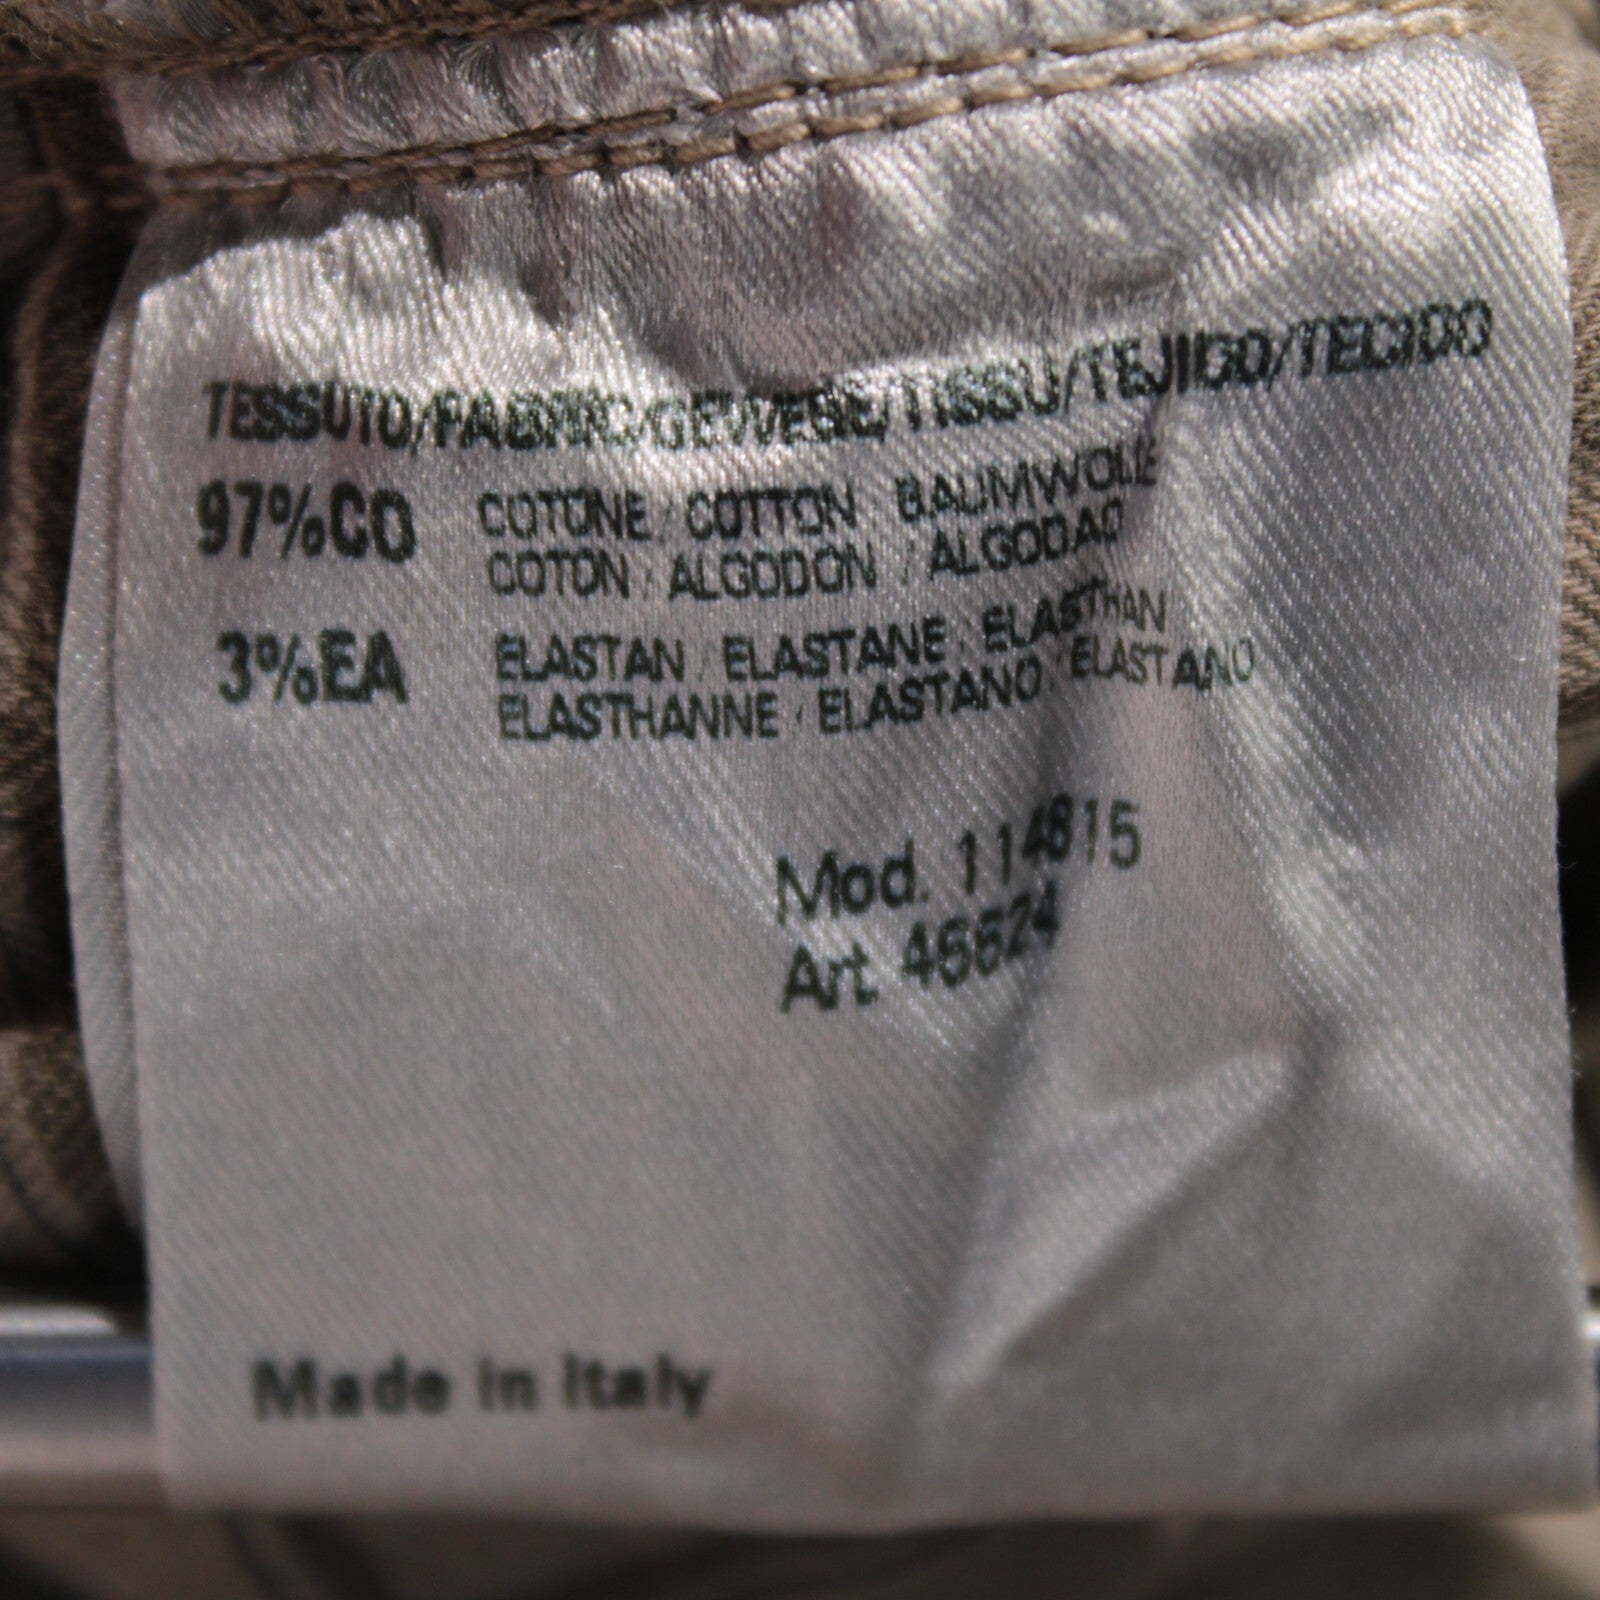 TESSUTO/FABRIC/GEWEBE/TISSU/TEJIDO/TECIDO
97%CO COTONE / COTTON / BAUMWOLLE
COTON / ALGODON / ALGODAO
3%EA ELASTAN / ELASTANE / ELASTHAN
ELASTHANNE / ELASTANO / ELASTANO
Mod. 114815
Art. 46624
Made in Italy